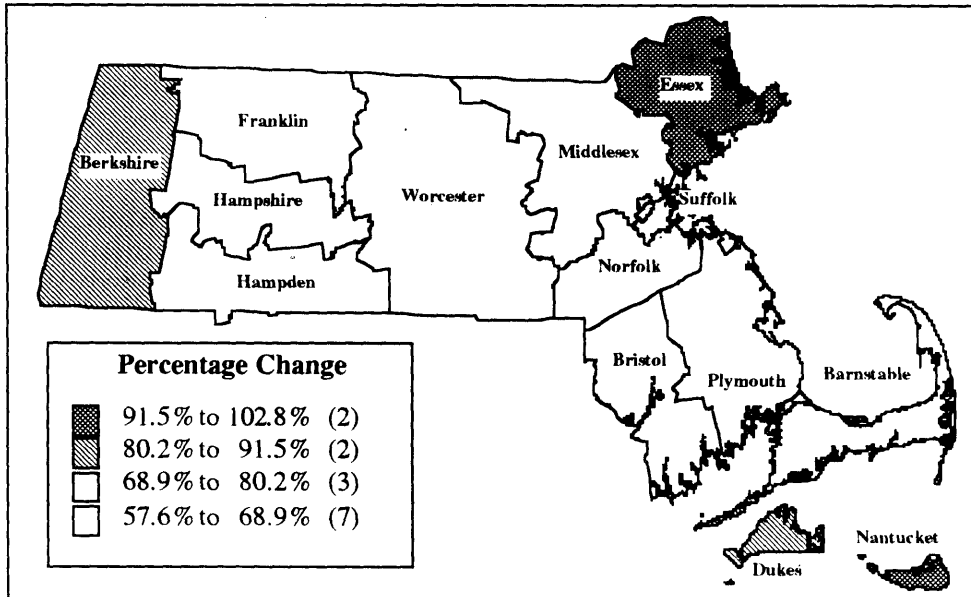 Essex
Franklin
Middlesex
Berkshire
Hampshire
Worcester
Suffolk
Norfolk
Hampden
Bristol
Plymouth
Barnstable
Percentage Change
91.5% to 102.8% (2)
80.2% to 91.5% (2)
68.9% to 80.2% (3)
57.6% to 68.9% (7)
Nantucket
Dukes